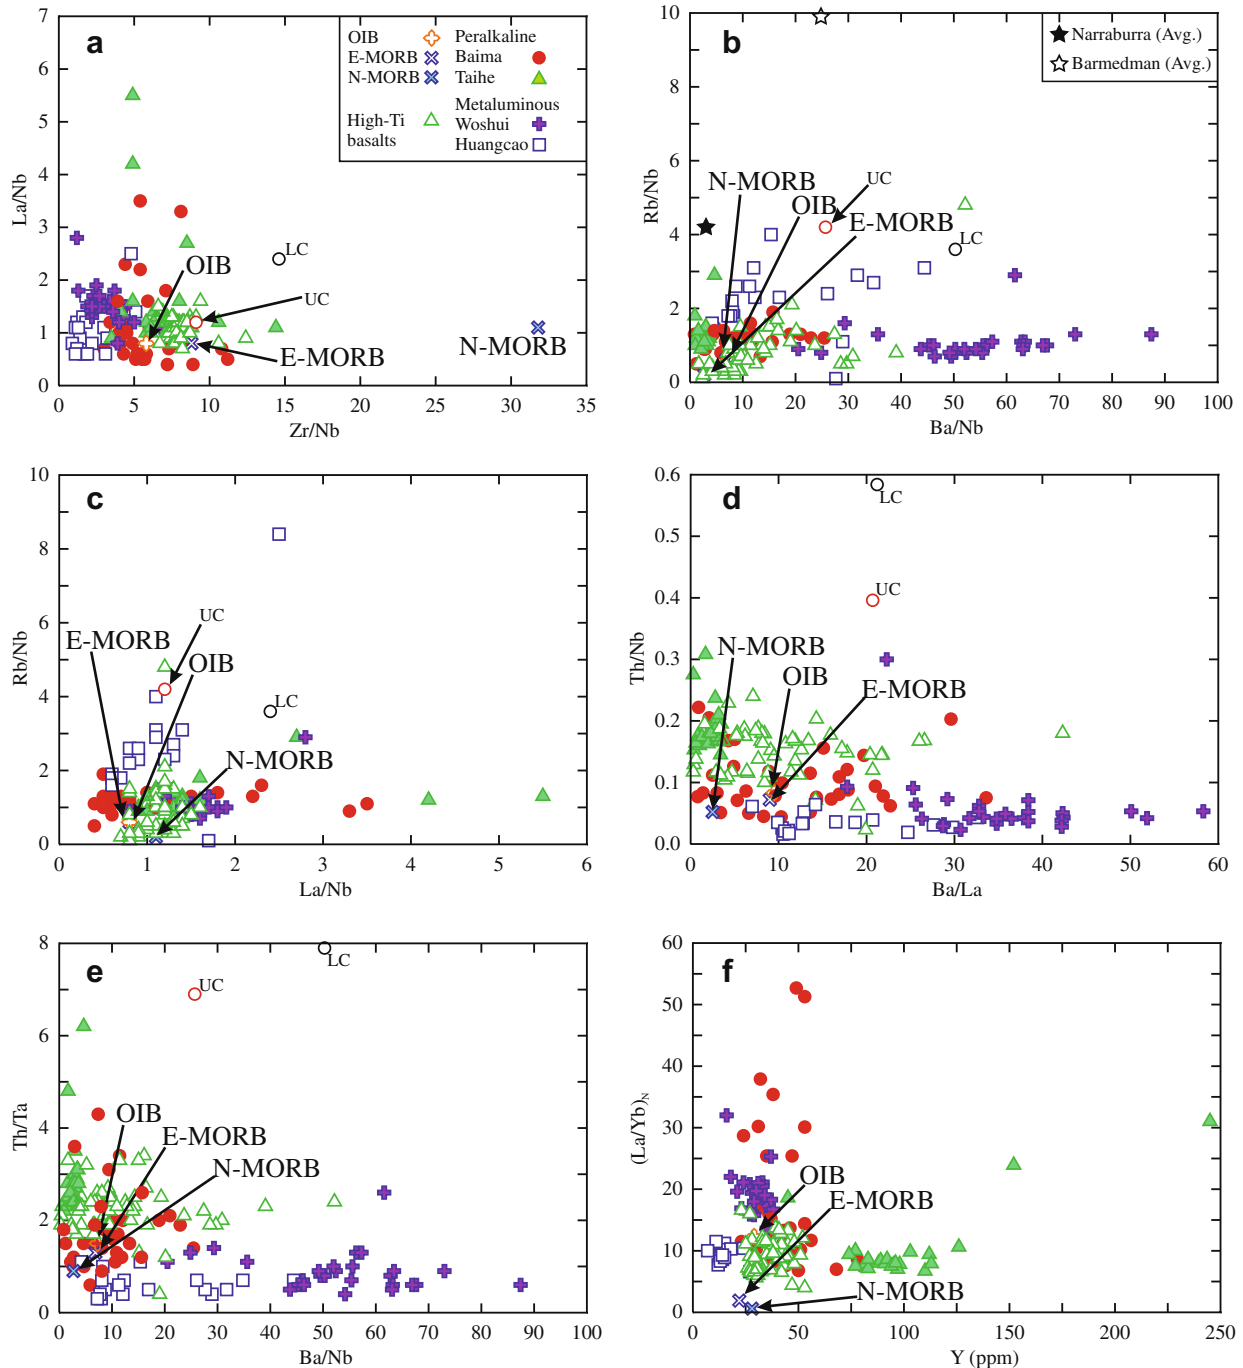 a
OIB
Peralkaline
E-MORB
Baima
N-MORB
Taihe
Metaluminous
High-Ti
basalts
Woshui
Huangcao
7
6
5
4
3
2
1
0
La/Nb
LC
OIB
UC
E-MORB
N-MORB
0 5 10 15 20 25 30 35
Zr/Nb
b
Narraburra (Avg.)
Barmedman (Avg.)
10
8
6
4
2
0
Rb/Nb
N-MORB
OIB
UC
E-MORB
LC
0 10 20 30 40 50 60 70 80 90 100
Ba/Nb
c
10
8
6
4
2
0
Rb/Nb
E-MORB
UC
OIB
LC
N-MORB
0 1 2 3 4 5 6
La/Nb
d
0.6
0.5
0.4
0.3
0.2
0.1
0.0
Th/Nb
LC
UC
N-MORB
OIB
E-MORB
0 10 20 30 40 50 60
Ba/La
e
8
6
4
2
0
Th/Ta
LC
UC
OIB
E-MORB
N-MORB
0 10 20 30 40 50 60 70 80 90 100
Ba/Nb
f
60
50
40
30
20
10
0
(La/Yb)N
OIB
E-MORB
N-MORB
0 50 100 150 200 250
Y (ppm)